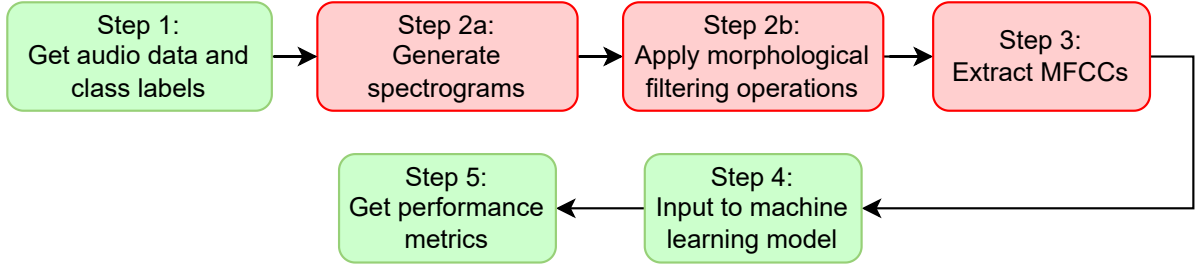 Step 1:
Get audio data and
class labels
Step 2a:
Generate
spectrograms
Step 2b:
Apply morphological
filtering operations
Step 3:
Extract MFCCs
Step 4:
Input to machine
learning model
Step 5:
Get performance
metrics